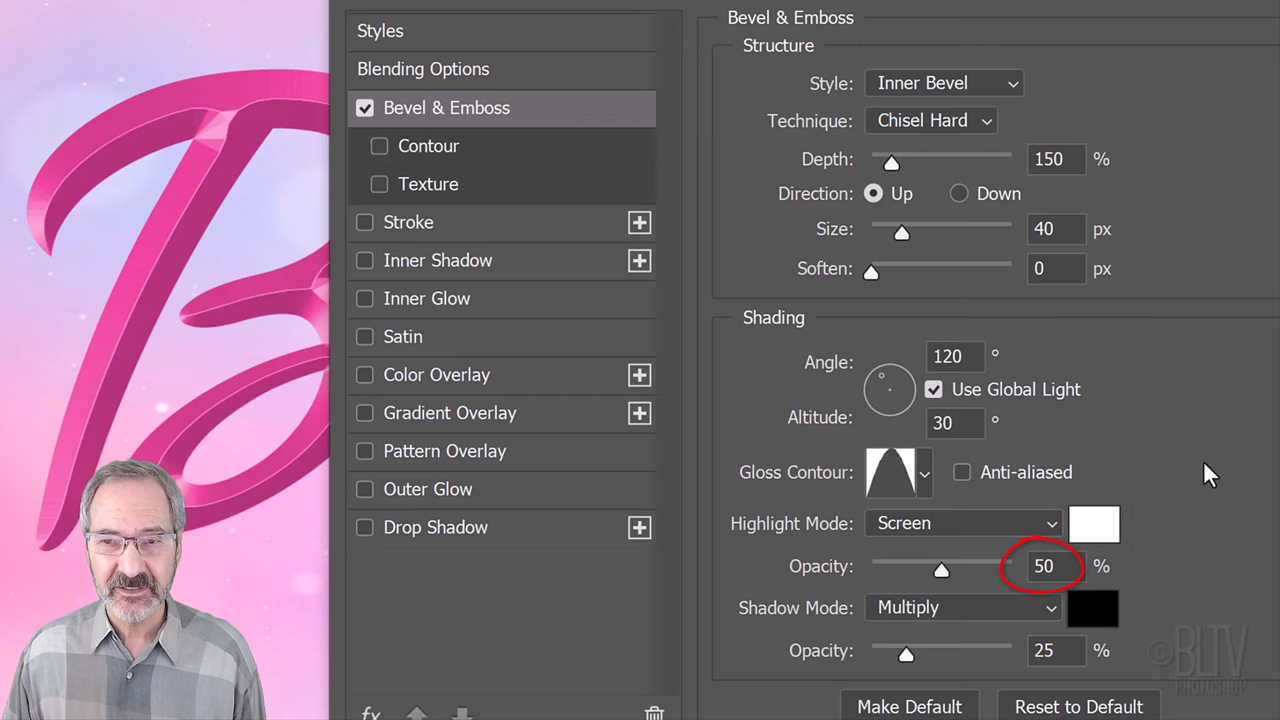 B
Styles
Blending Options
Bevel & Emboss
Contour
Texture
Stroke
Inner Shadow
Inner Glow
Satin
Color Overlay
Gradient Overlay
Pattern Overlay
Outer Glow
Drop Shadow
fx
Bevel & Emboss
Structure
Style: Inner Bevel
Technique: Chisel Hard
Depth: 150 %
Direction: Up Down
Size: 40 px
Soften: 0 px
Shading
Angle: 120 °
Use Global Light
Altitude: 30 °
Gloss Contour: Anti-aliased
Highlight Mode: Screen
Opacity: 50 %
Shadow Mode: Multiply
Opacity: 25 %
Make Default Reset to Default
©BLTV
PHOTOSHOP